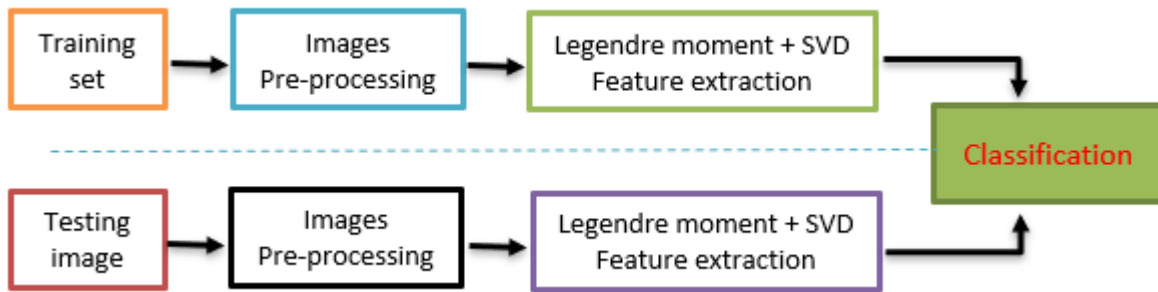 Training
set
Images
Pre-processing
Legendre moment + SVD
Feature extraction
Classification
Testing
image
Images
Pre-processing
Legendre moment + SVD
Feature extraction